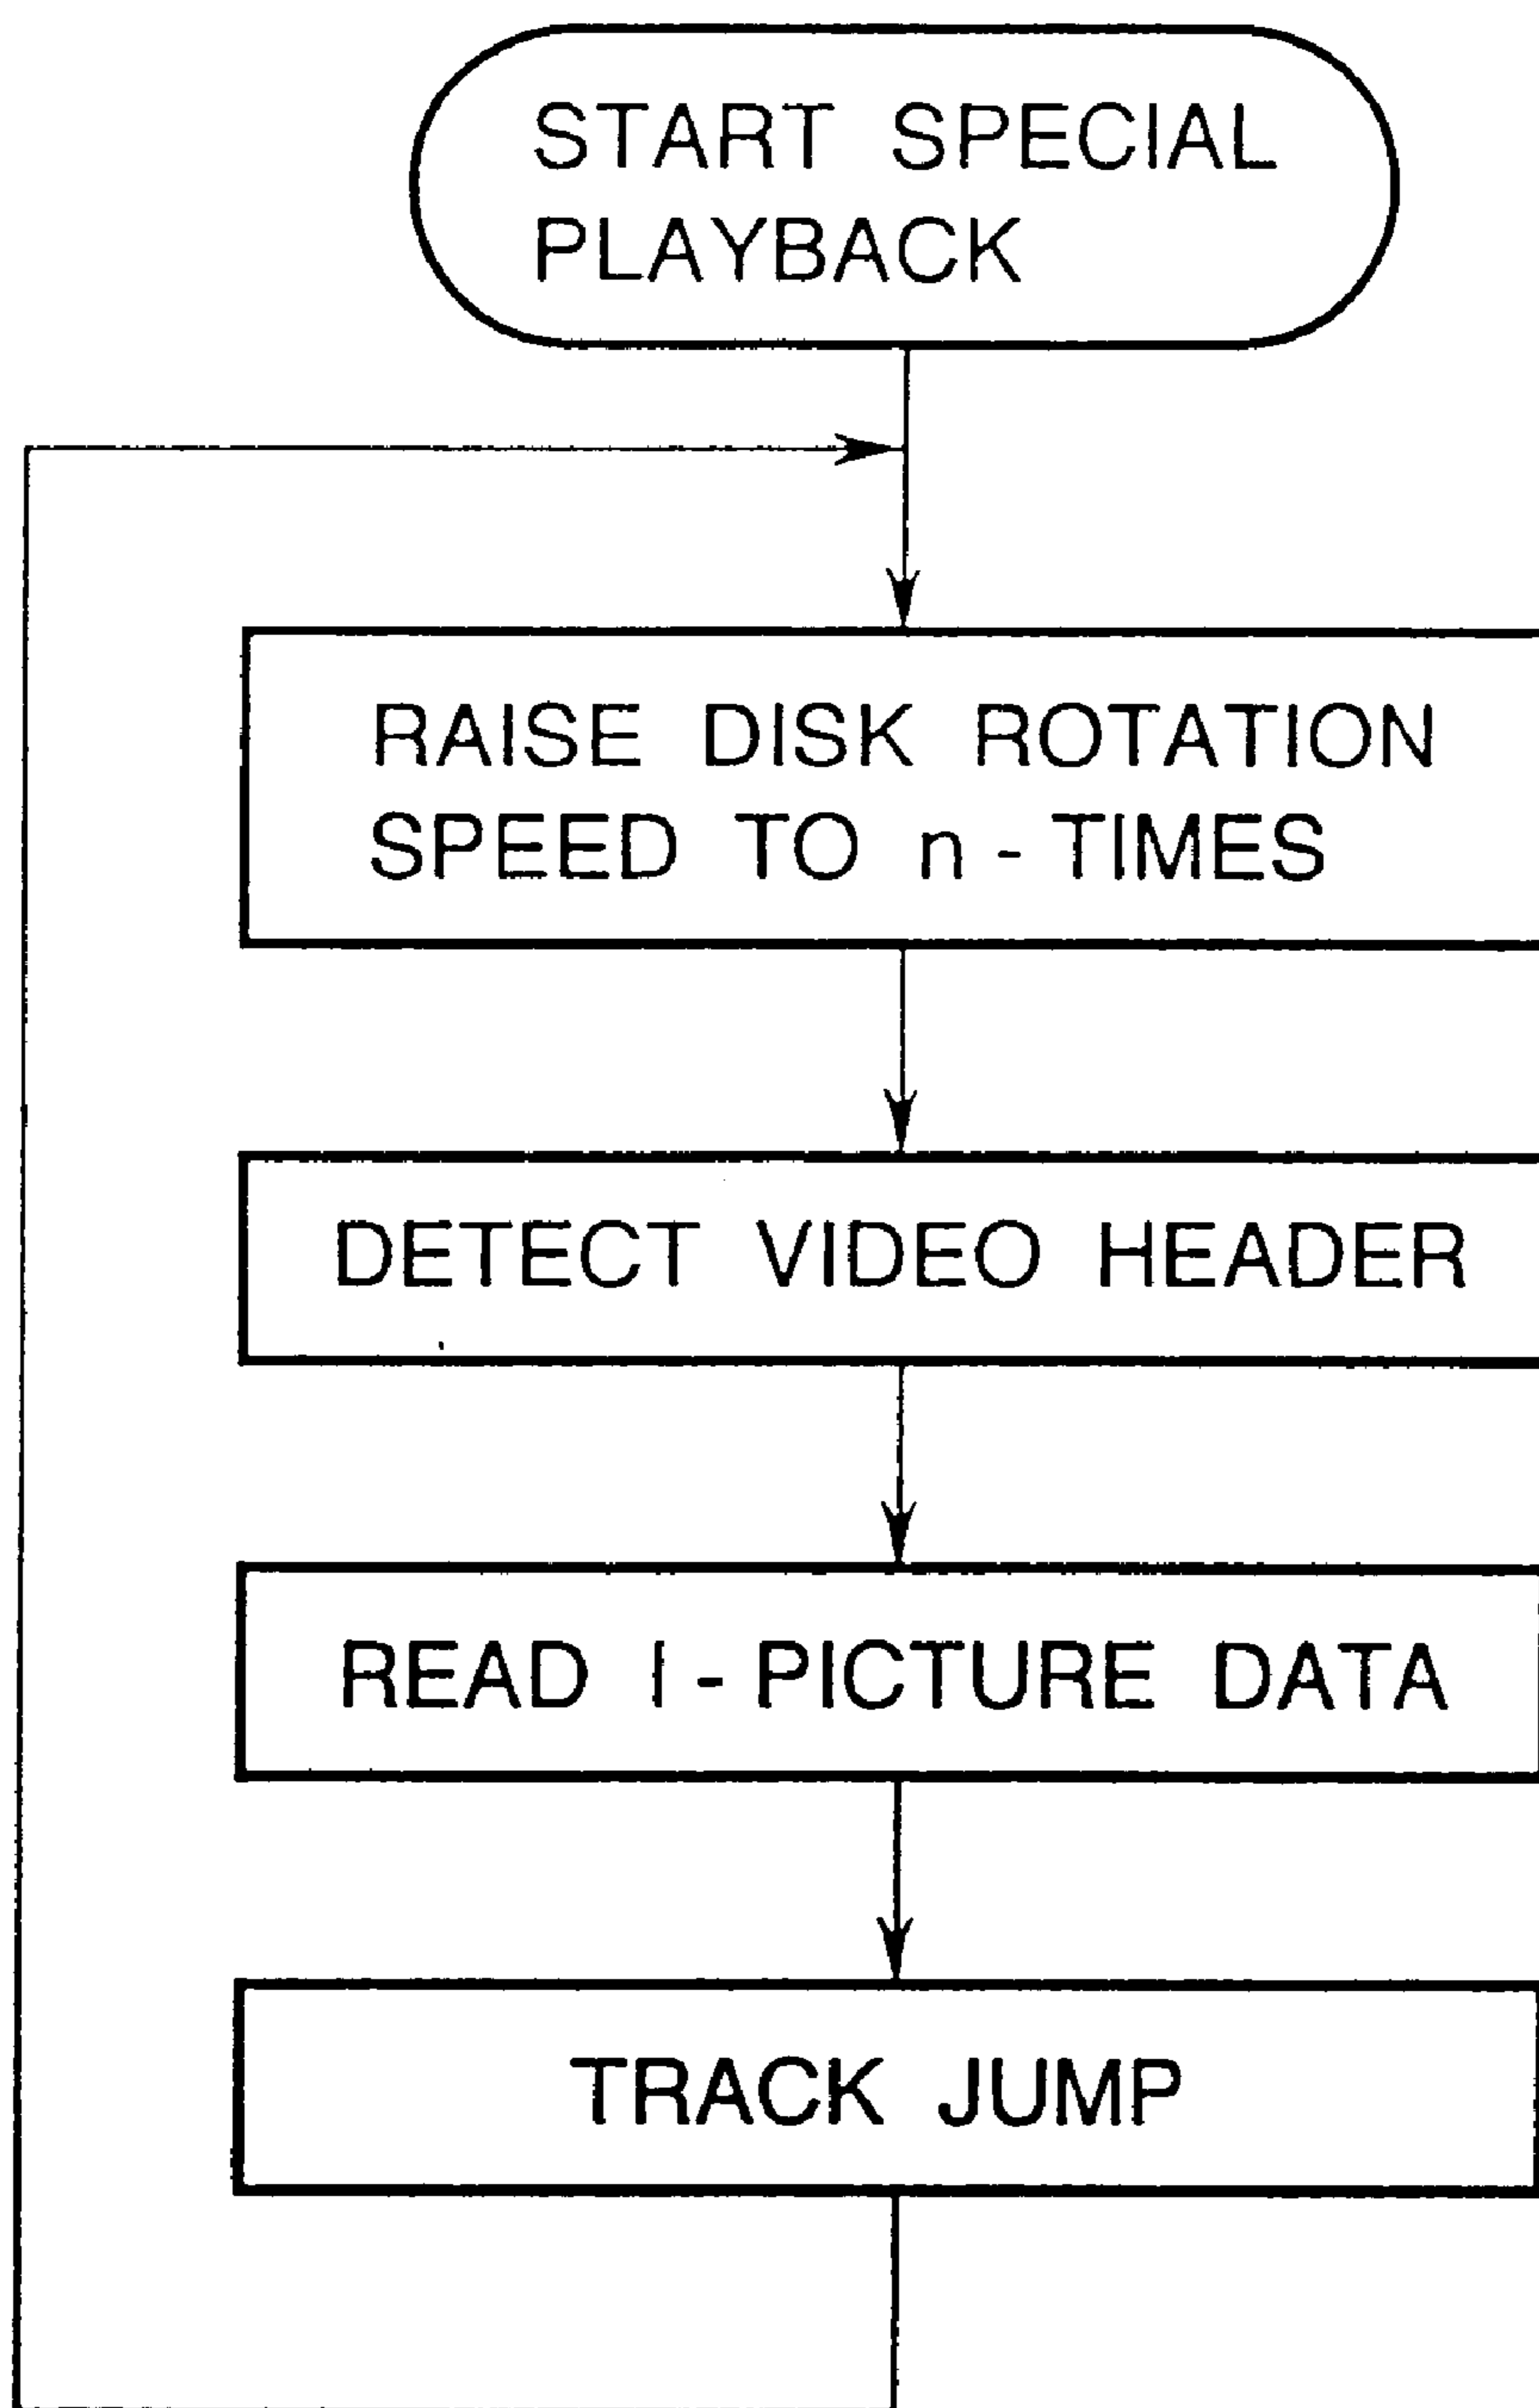 START SPECIAL
PLAYBACK
RAISE DISK ROTATION
SPEED TO n - TIMES
DETECT VIDEO HEADER
READ I - PICTURE DATA
TRACK JUMP